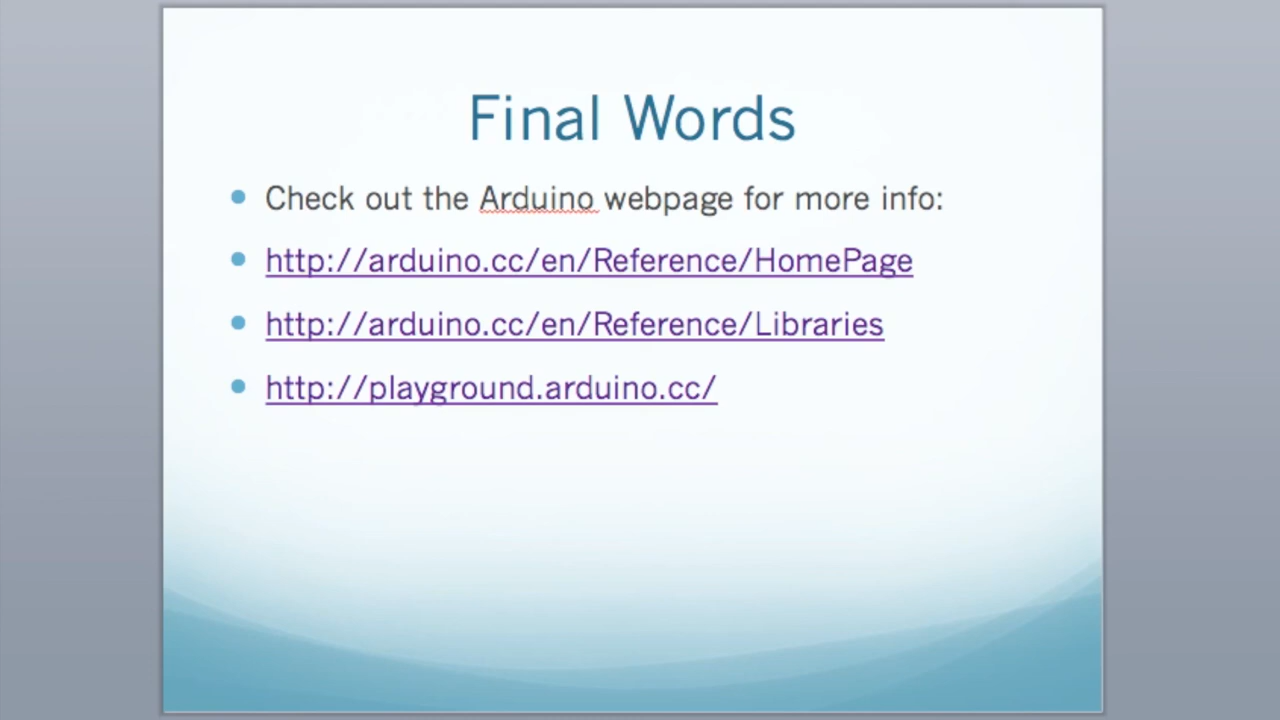 Final Words
Check out the Arduino webpage for more info:
http://arduino.cc/en/Reference/HomePage
http://arduino.cc/en/Reference/Libraries
http://playground.arduino.cc/